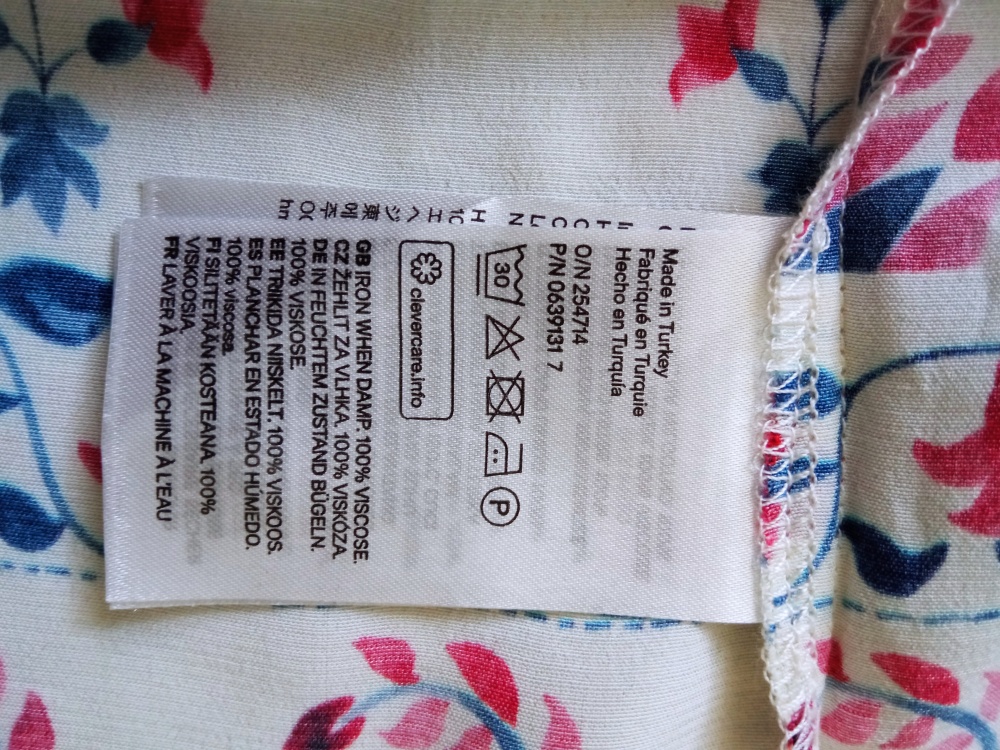 Made in Turkey
Fabriqué en Turquie
Hecho en Turquía
O/N 254714
P/N 0639131 7
30
P
clevercare.info
GB IRON WHEN DAMP. 100% VISCOSE.
CZ ŽEHLIT ZA VLHKA. 100% VISKÓZA.
DE IN FEUCHTEM ZUSTAND BÜGELN.
100% VISKOSE.
EE TRIIKIDA NIISKELT. 100% VISKOOS.
ES PLANCHAR EN ESTADO HÚMEDO.
100% viscosa.
FI SILITETÄÄN KOSTEANA. 100%
VISKOOSIA.
FR LAVER À LA MACHINE À L'EAU